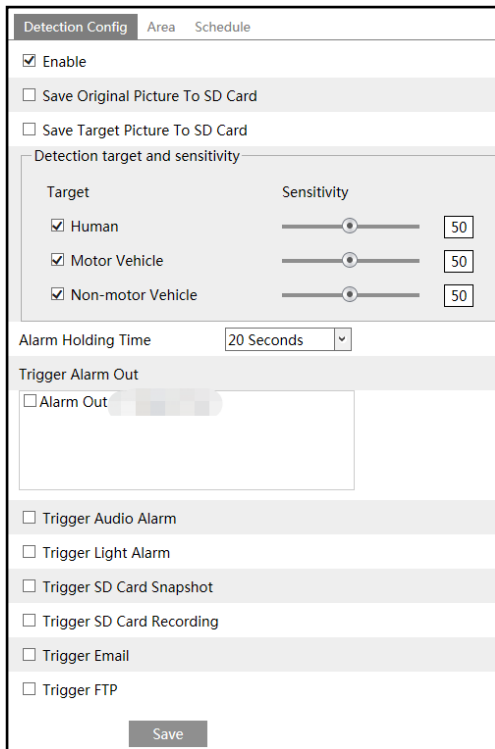 Detection Config Area Schedule
Enable
Save Original Picture To SD Card
Save Target Picture To SD Card
Detection target and sensitivity
Target Sensitivity
Human 50
Motor Vehicle 50
Non-motor Vehicle 50
Alarm Holding Time 20 Seconds
Trigger Alarm Out
Alarm Out
Trigger Audio Alarm
Trigger Light Alarm
Trigger SD Card Snapshot
Trigger SD Card Recording
Trigger Email
Trigger FTP
Save